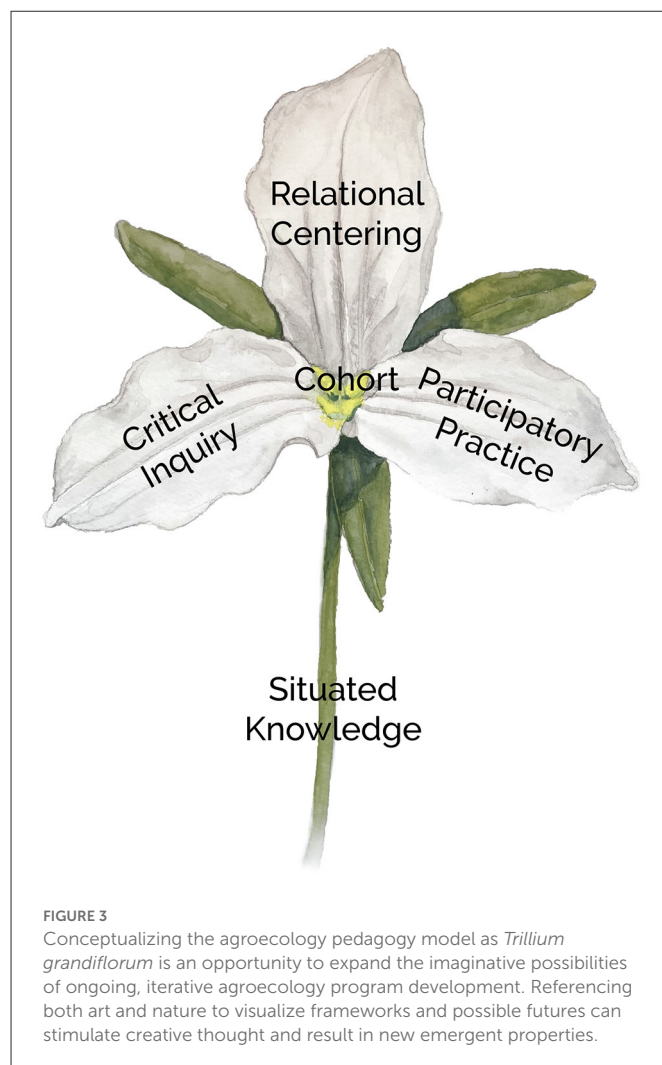 Relational
Centering
Cohort
Critical
Inquiry
Participatory
Practice
Situated
Knowledge
FIGURE 3
Conceptualizing the agroecology pedagogy model as Trillium
grandiflorum is an opportunity to expand the imaginative possibilities
of ongoing, iterative agroecology program development. Referencing
both art and nature to visualize frameworks and possible futures can
stimulate creative thought and result in new emergent properties.